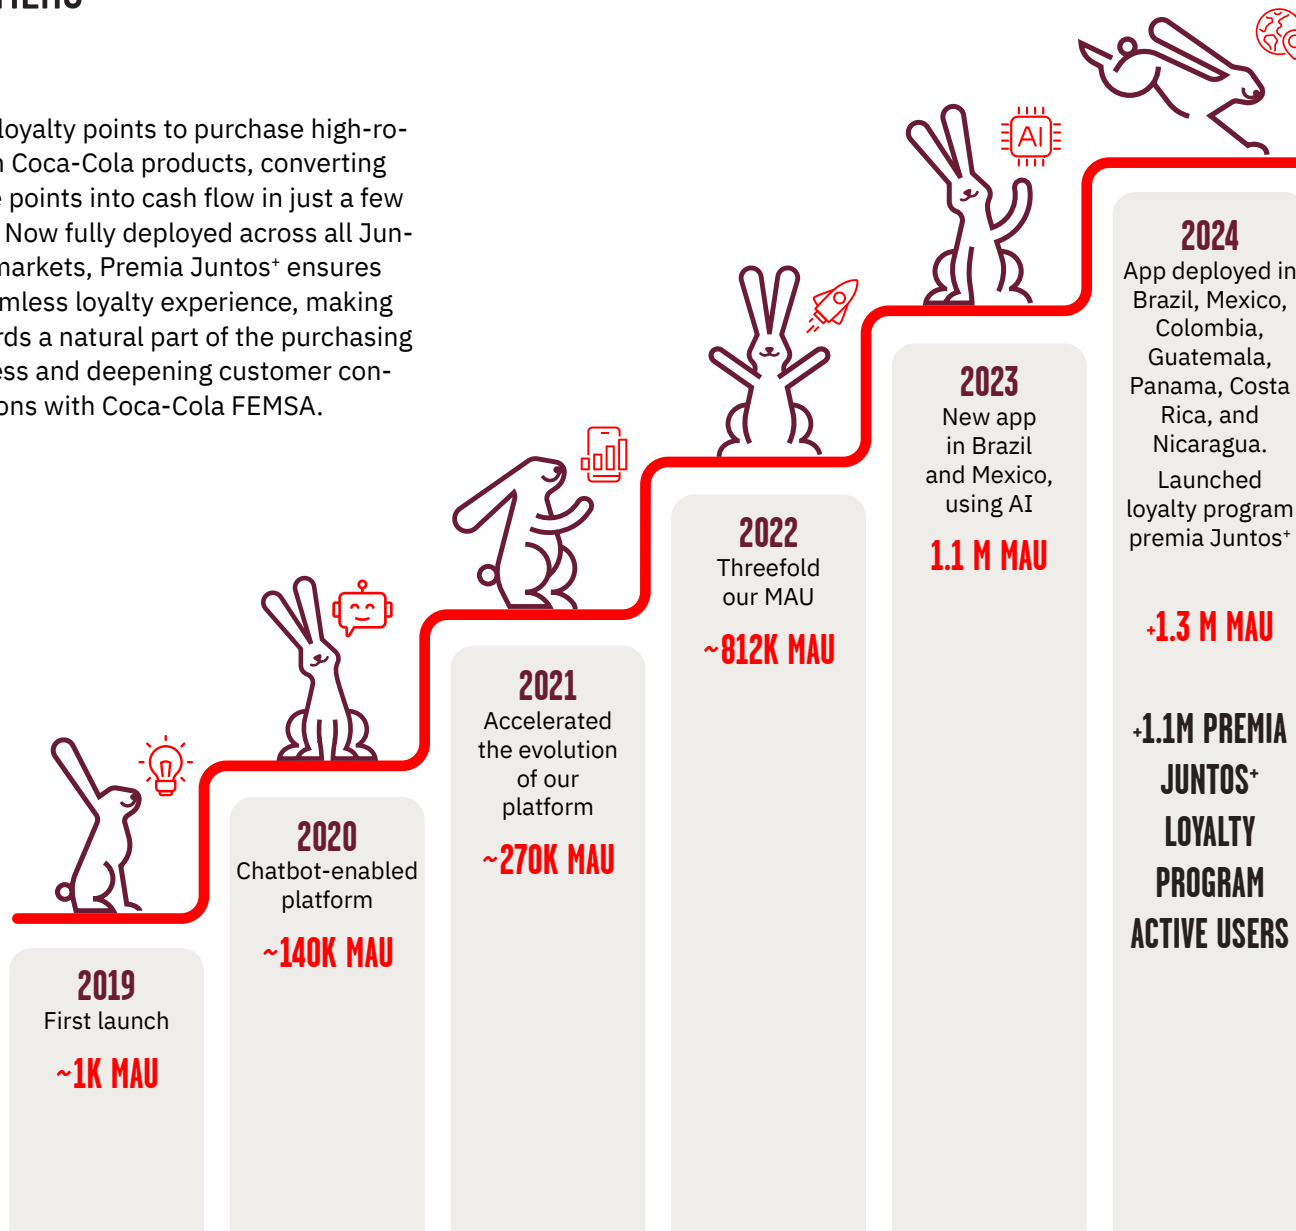 loyalty points to purchase high-ro-
Coca-Cola products, converting
points into cash flow in just a few
Now fully deployed across all Jun-
markets, Premia Juntos⁺ ensures
loyalty experience, making
a natural part of the purchasing
and deepening customer con-
with Coca-Cola FEMSA.
AI
2019
First launch
~1K MAU
2020
Chatbot-enabled
platform
~140K MAU
2021
Accelerated
the evolution
of our
platform
~270K MAU
2022
Threefold
our MAU
~812K MAU
2023
New app
in Brazil
and Mexico,
using AI
1.1 M MAU
2024
App deployed in
Brazil, Mexico,
Colombia,
Guatemala,
Panama, Costa
Rica, and
Nicaragua.
Launched
loyalty program
premia Juntos⁺
+1.3 M MAU
+1.1M PREMIA
JUNTOS⁺
LOYALTY
PROGRAM
ACTIVE USERS